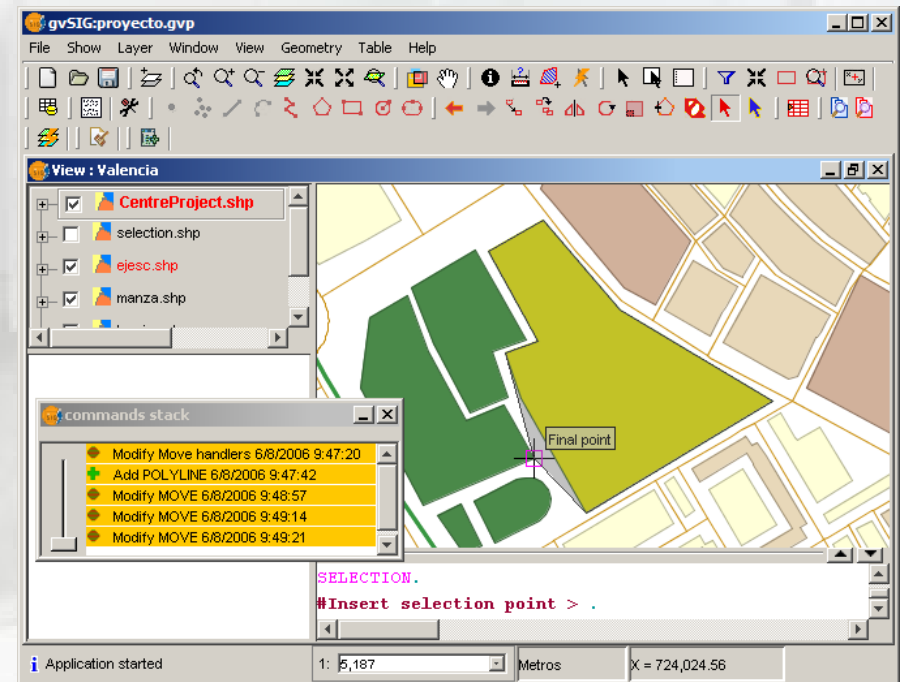 gvSIG:proyecto.gvp
File Show Layer Window View Geometry Table Help
View : Valencia
CentreProject.shp
selection.shp
ejesc.shp
manza.shp
commands stack
Modify Move handlers 6/8/2006 9:47:20
Add POLYLINE 6/8/2006 9:47:42
Modify MOVE 6/8/2006 9:48:57
Modify MOVE 6/8/2006 9:49:14
Modify MOVE 6/8/2006 9:49:21
Final point
SELECTION.
#Insert selection point > .
Application started
1: 5,187
Metros
X = 724,024.56